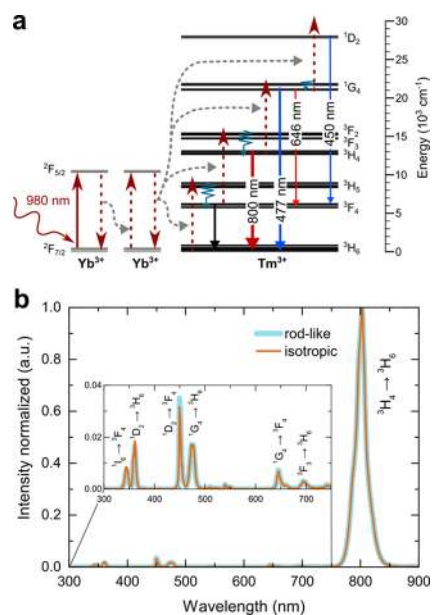 a
30
25
20
15
10
5
0
Energy (10³ cm⁻¹)
¹D₂
¹G₄
³F₂
³F₃
³H₄
³H₅
³F₄
³H₆
²F₅/₂
²F₇/₂
980 nm
800 nm
477 nm
646 nm
450 nm
Yb³⁺
Yb³⁺
Tm³⁺
b
Intensity normalized (a.u.)
1.0
0.8
0.6
0.4
0.2
0.0
rod-like
isotropic
³H₄ → ³H₆
0.04
0.02
0.00
¹I₆→³F₄
¹D₂→³H₆
¹D₂→³F₄
¹G₄→³H₆
¹G₄→³F₄
³F₃→³H₆
300 400 500 600 700
300 400 500 600 700 800 900
Wavelength (nm)